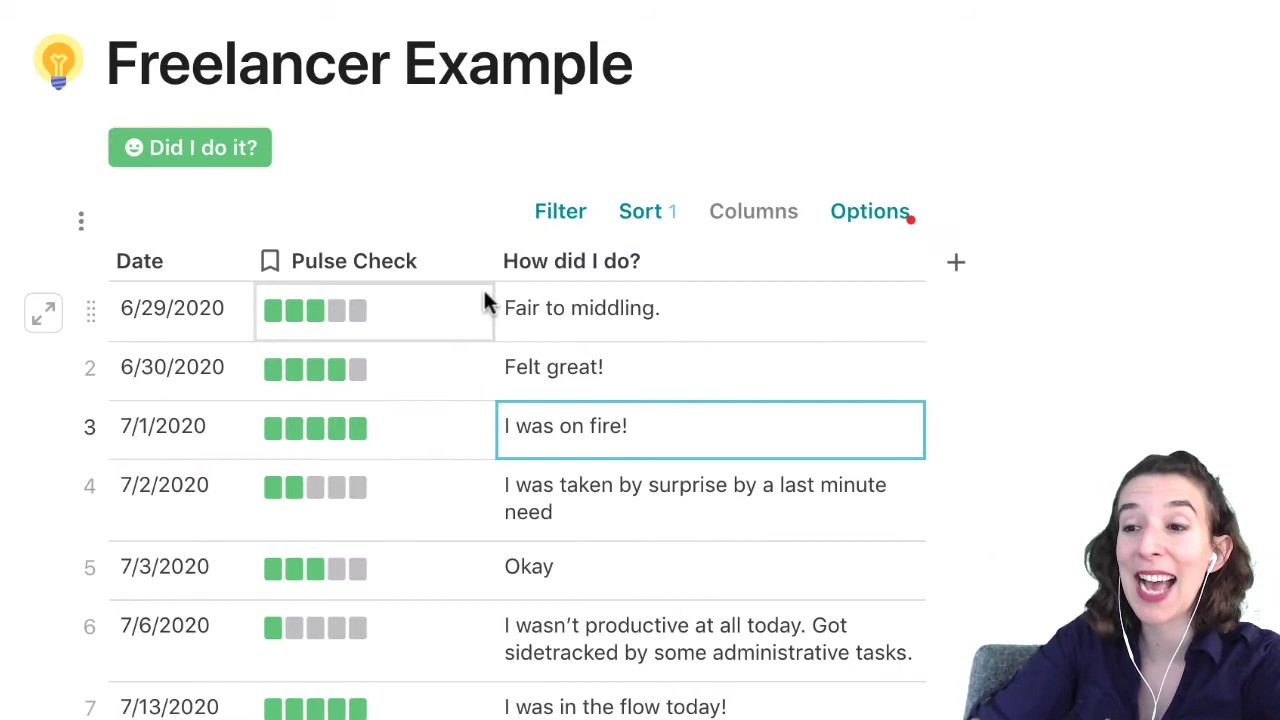 Freelancer Example
Did I do it?
Filter Sort 1 Columns Options
Date Pulse Check How did I do? +
6/29/2020 Fair to middling.
2 6/30/2020 Felt great!
3 7/1/2020 I was on fire!
4 7/2/2020 I was taken by surprise by a last minute
need
5 7/3/2020 Okay
6 7/6/2020 I wasn’t productive at all today. Got
sidetracked by some administrative tasks.
7 7/13/2020 I was in the flow today!